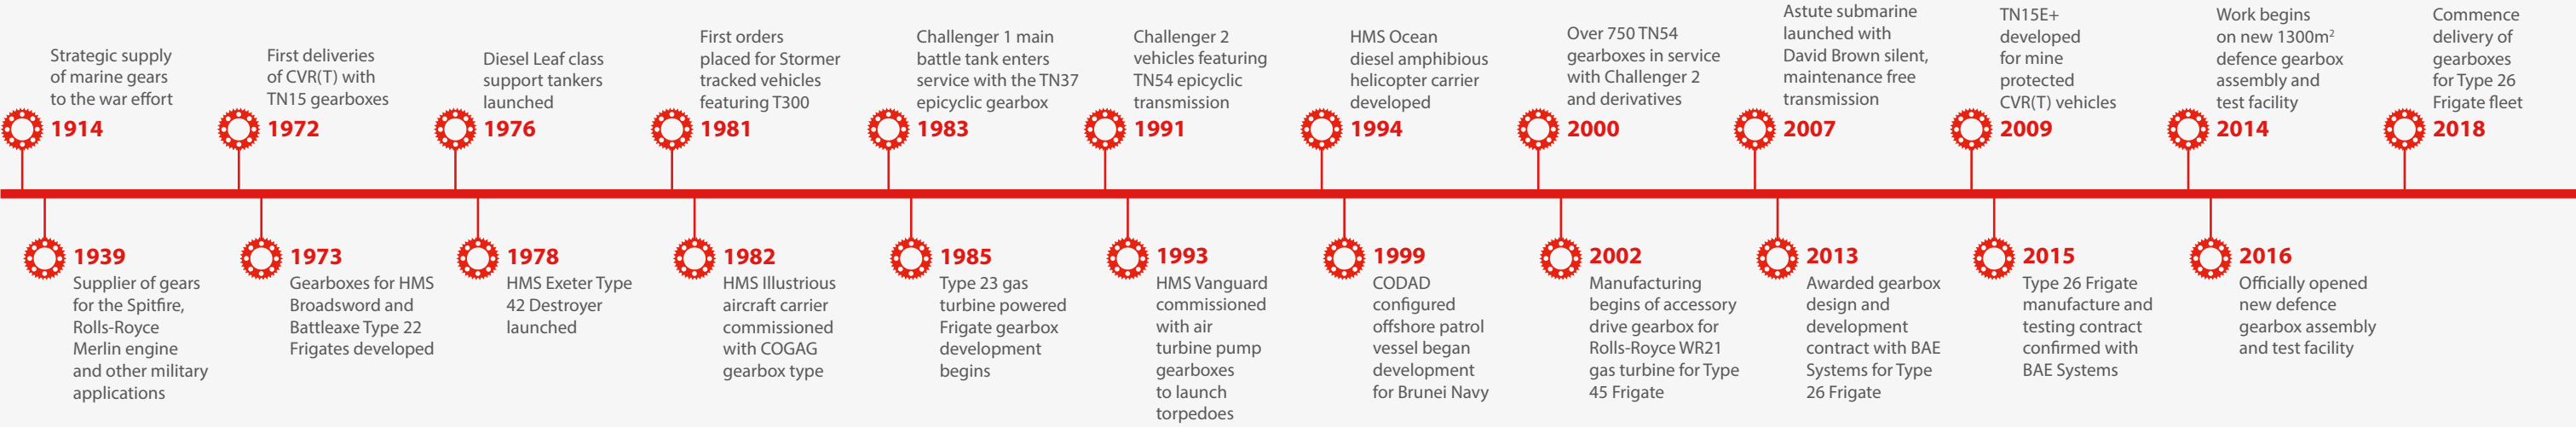 Strategic supply
of marine gears
to the war effort
1914
First deliveries
of CVR(T) with
TN15 gearboxes
1972
Diesel Leaf class
support tankers
launched
1976
First orders
placed for Stormer
tracked vehicles
featuring T300
1981
Challenger 1 main
battle tank enters
service with the TN37
epicyclic gearbox
1983
Challenger 2
vehicles featuring
TN54 epicyclic
transmission
1991
HMS Ocean
diesel amphibious
helicopter carrier
developed
1994
Over 750 TN54
gearboxes in service
with Challenger 2
and derivatives
2000
Astute submarine
launched with
David Brown silent,
maintenance free
transmission
2007
TN15E+
developed
for mine
protected
CVR(T) vehicles
2009
Work begins
on new 1300m²
defence gearbox
assembly and
test facility
2014
Commence
delivery of
gearboxes
for Type 26
Frigate fleet
2018
1939
Supplier of gears
for the Spitfire,
Rolls-Royce
Merlin engine
and other military
applications
1973
Gearboxes for HMS
Broadsword and
Battleaxe Type 22
Frigates developed
1978
HMS Exeter Type
42 Destroyer
launched
1982
HMS Illustrious
aircraft carrier
commissioned
with COGAG
gearbox type
1985
Type 23 gas
turbine powered
Frigate gearbox
development
begins
1993
HMS Vanguard
commissioned
with air
turbine pump
gearboxes
to launch
torpedoes
1999
CODAD
configured
offshore patrol
vessel began
development
for Brunei Navy
2002
Manufacturing
begins of accessory
drive gearbox for
Rolls-Royce WR21
gas turbine for Type
45 Frigate
2013
Awarded gearbox
design and
development
contract with BAE
Systems for Type
26 Frigate
2015
Type 26 Frigate
manufacture and
testing contract
confirmed with
BAE Systems
2016
Officially opened
new defence
gearbox assembly
and test facility